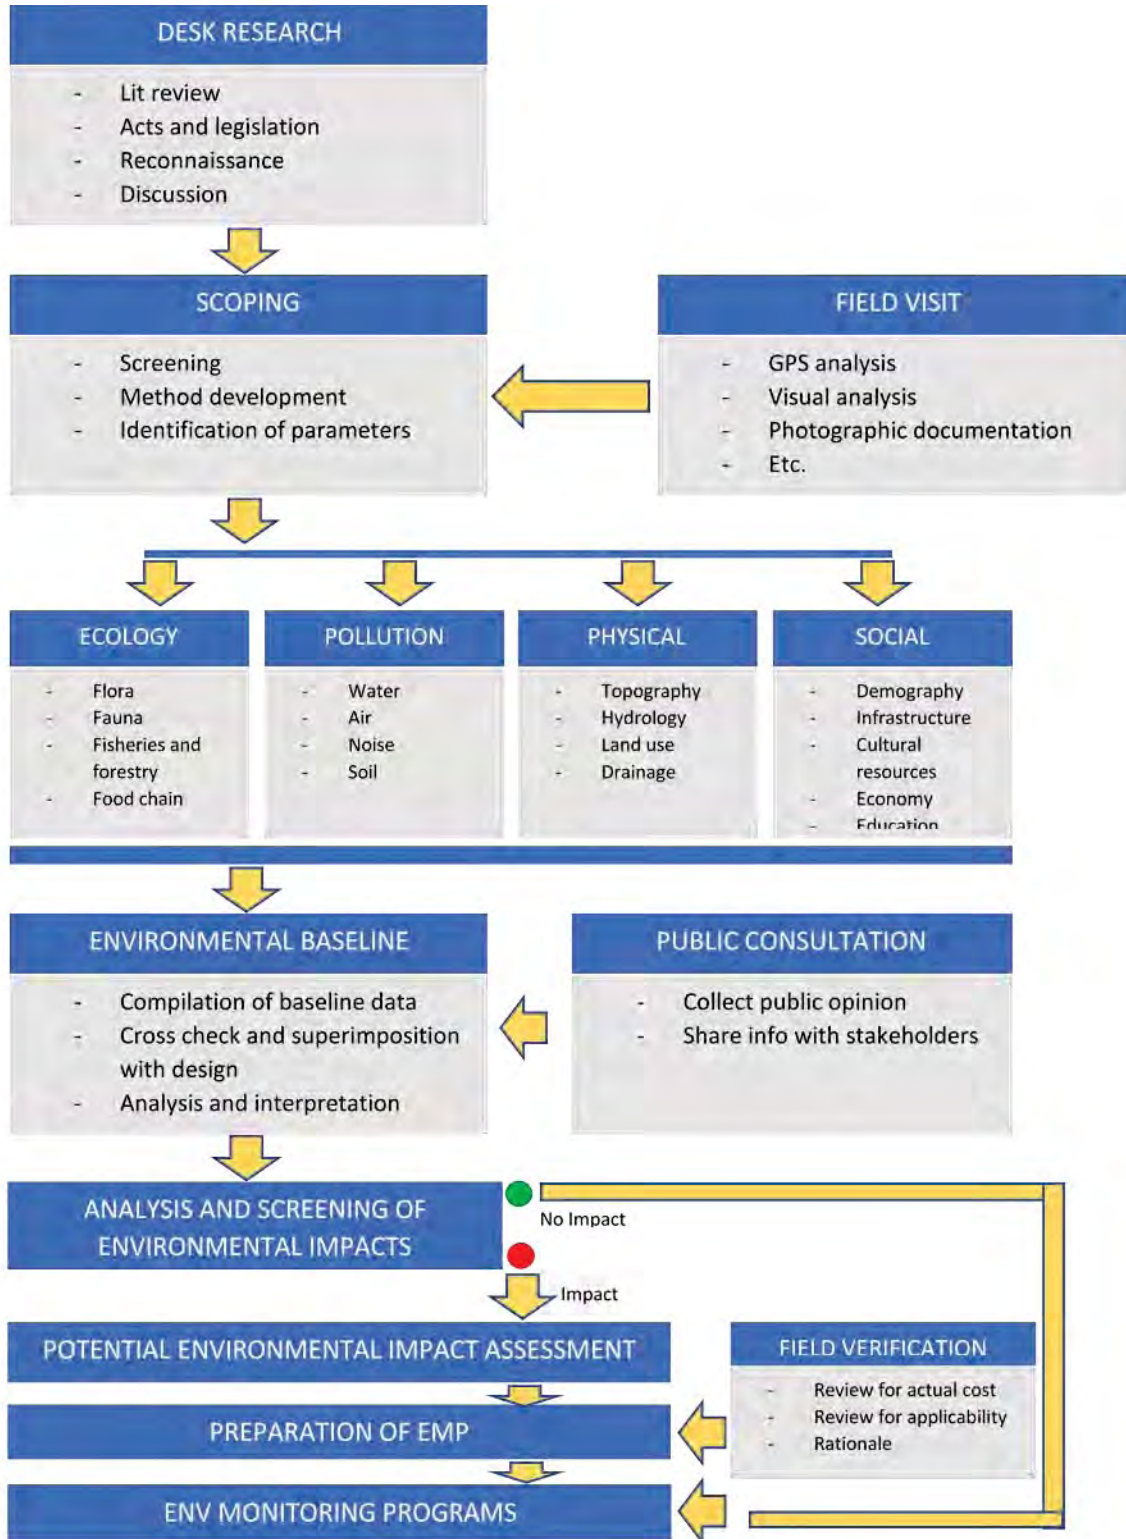 DESK RESEARCH
- Lit review
- Acts and legislation
- Reconnaissance
- Discussion
SCOPING
- Screening
- Method development
- Identification of parameters
FIELD VISIT
- GPS analysis
- Visual analysis
- Photographic documentation
- Etc.
ECOLOGY
- Flora
- Fauna
- Fisheries and
forestry
- Food chain
POLLUTION
- Water
- Air
- Noise
- Soil
PHYSICAL
- Topography
- Hydrology
- Land use
- Drainage
SOCIAL
- Demography
- Infrastructure
- Cultural
resources
- Economy
- Education
ENVIRONMENTAL BASELINE
- Compilation of baseline data
- Cross check and superimposition
with design
- Analysis and interpretation
PUBLIC CONSULTATION
- Collect public opinion
- Share info with stakeholders
ANALYSIS AND SCREENING OF
ENVIRONMENTAL IMPACTS
No Impact
Impact
POTENTIAL ENVIRONMENTAL IMPACT ASSESSMENT
FIELD VERIFICATION
- Review for actual cost
- Review for applicability
- Rationale
PREPARATION OF EMP
ENV MONITORING PROGRAMS